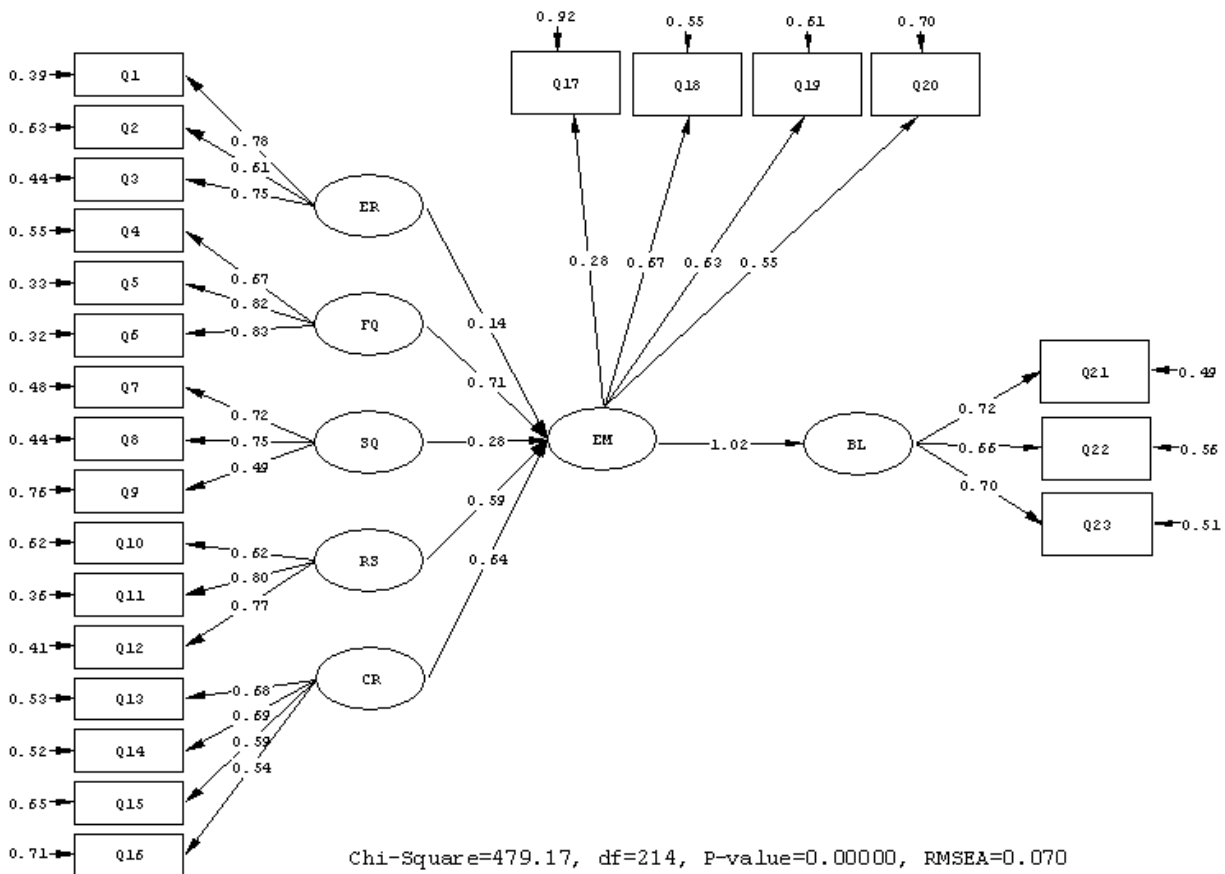 0.92 0.55 0.61 0.70
0.39 Q1 Q17 Q18 Q19 Q20
0.63 Q2
0.78
0.61
0.44 Q3 0.75
ER
0.55 Q4
0.28 0.67 0.63 0.55
0.33 Q5 0.67
0.82
0.32 Q6 0.83 FQ 0.14
Q21 0.49
0.48 Q7 0.71
0.72 0.72
0.44 Q8 0.75 SQ 0.28 EM 1.02 BL 0.66 Q22 0.56
0.49
0.76 Q9 0.70
0.59
Q23 0.51
0.62 Q10 0.62
0.64
RS
0.80
0.36 Q11
0.77
0.41 Q12
CR
0.53 Q13 0.68
0.69
0.52 Q14 0.59
0.54
0.65 Q15
0.71 Q16
Chi-Square=479.17, df=214, P-value=0.00000, RMSEA=0.070